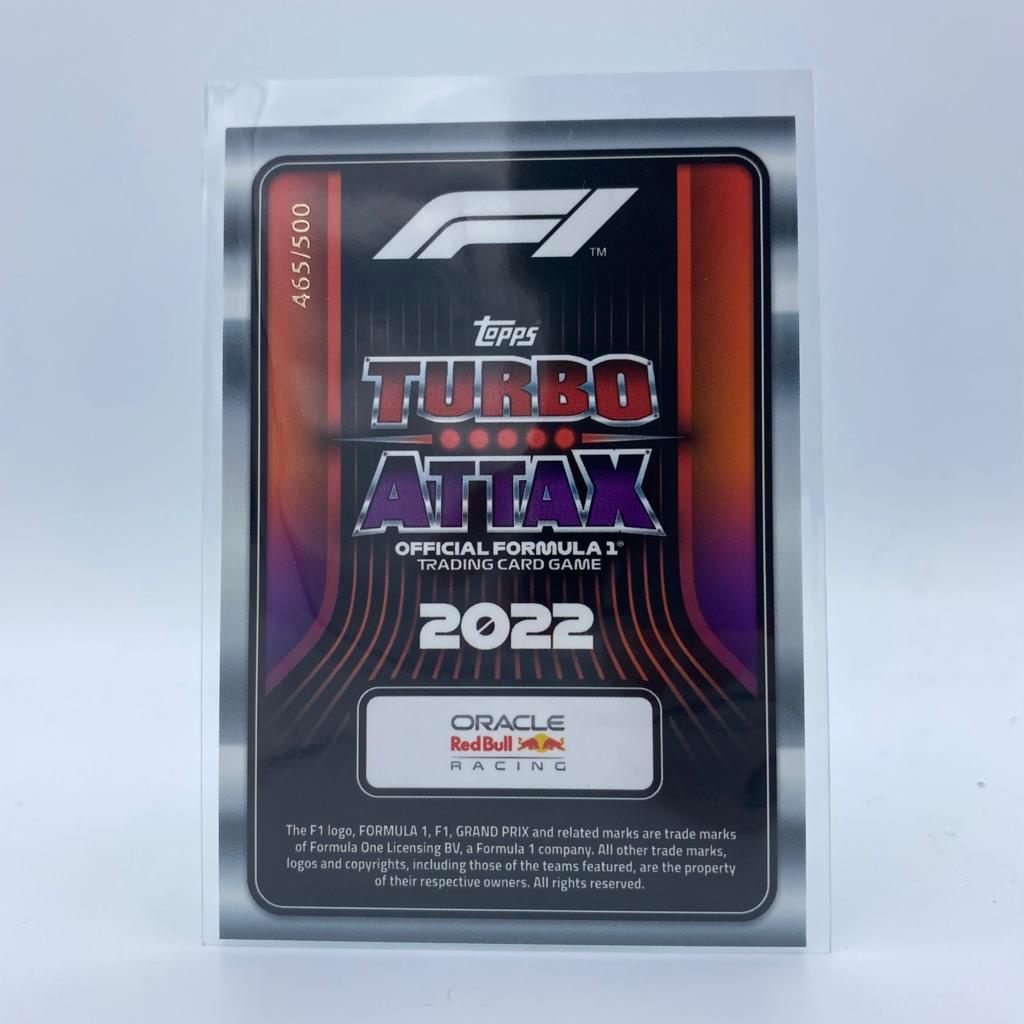 465/500
F1
TM
topps
TURBO
ATTAX
OFFICIAL FORMULA 1®
TRADING CARD GAME
2022
ORACLE
Red Bull
RACING
The F1 logo, FORMULA 1, F1, GRAND PRIX and related marks are trade marks
of Formula One Licensing BV, a Formula 1 company. All other trade marks,
logos and copyrights, including those of the teams featured, are the property
of their respective owners. All rights reserved.